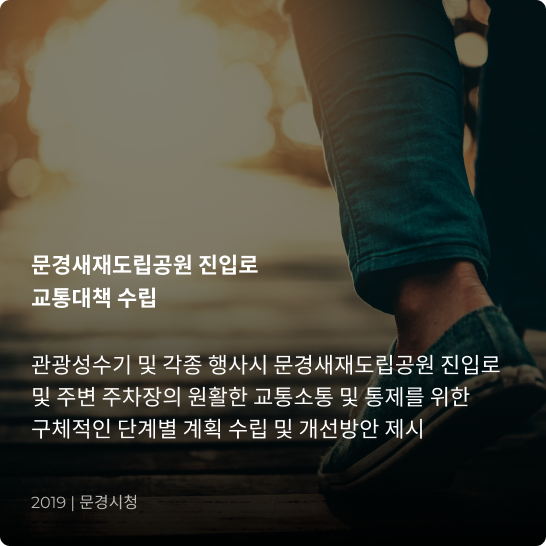 문경새재도립공원 진입로
교통대책 수립
관광성수기 및 각종 행사시 문경새재도립공원 진입로
및 주변 주차장의 원활한 교통소통 및 통제를 위한
구체적인 단계별 계획 수립 및 개선방안 제시
2019 | 문경시청